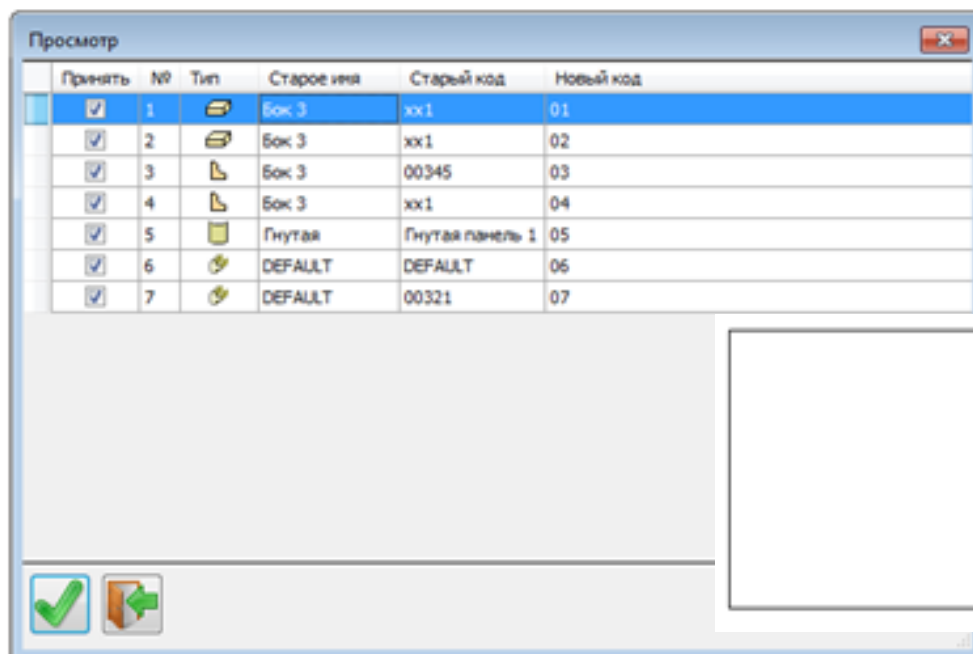 Просмотр
Принять № Тип Старое имя Старый код Новый код
1 Бок 3 xx1 01
2 Бок 3 xx1 02
3 Бок 3 00345 03
4 Бок 3 xx1 04
5 Гнутая Гнутая панель 1 05
6 DEFAULT DEFAULT 06
7 DEFAULT 00321 07